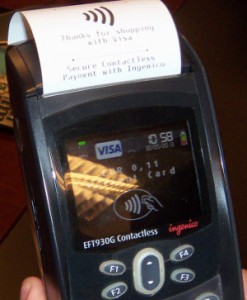 Thanks for shopping
with Visa
Secure Contactless
Payment with Ingenico
VISA 10 58
0.11
Card
EFT930G Contactless ingenico
F1 F4
F2 F3